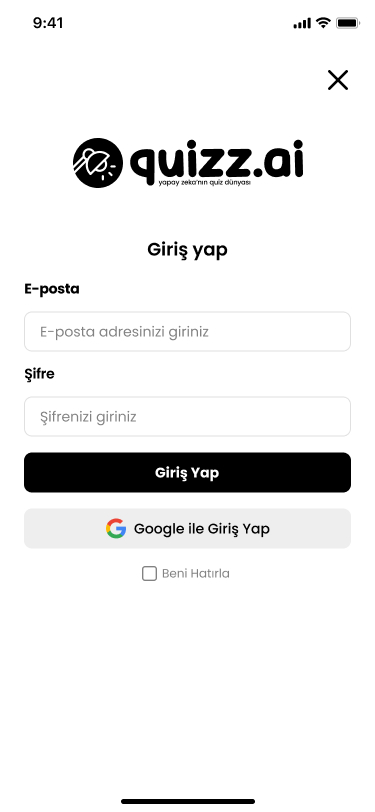 9:41
quizz.ai
yapay zeka'nın quiz dünyası
Giriş yap
E-posta
E-posta adresinizi giriniz
Şifre
Şifrenizi giriniz
Giriş Yap
Google ile Giriş Yap
Beni Hatırla